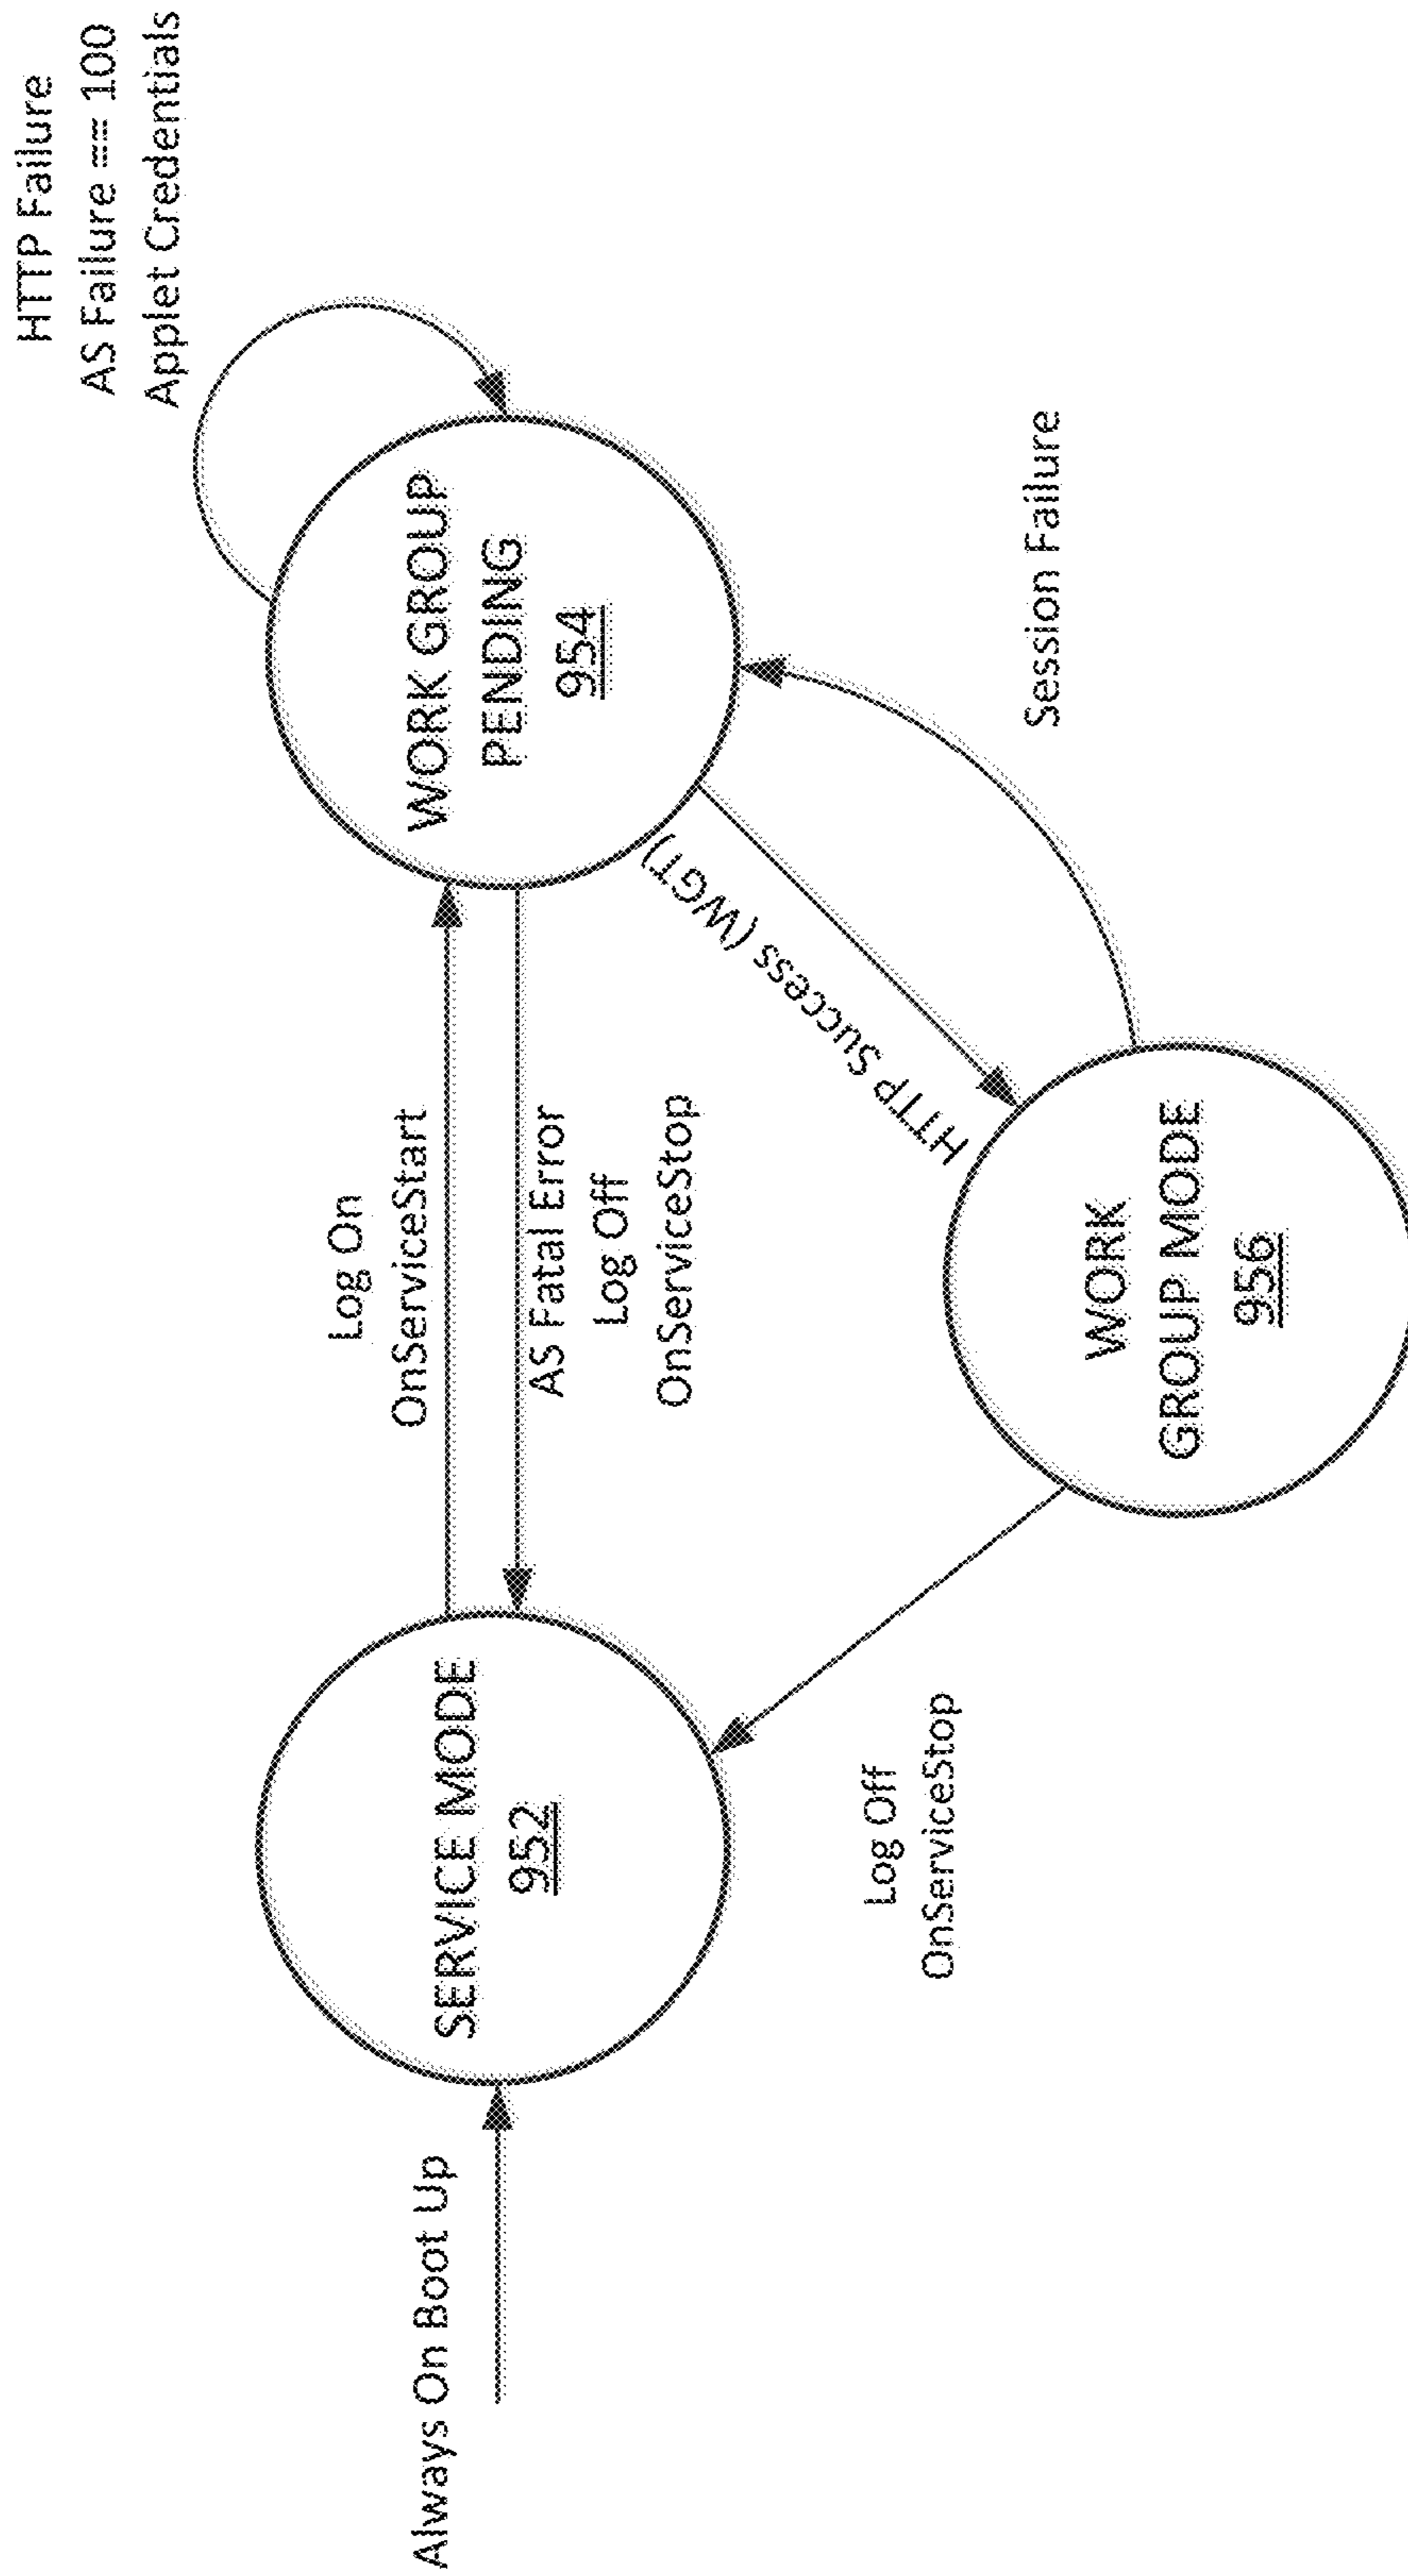 HTTP Failure
AS Failure == 100
Applet Credentials
Log On
OnServiceStart
WORK GROUP
PENDING
954
Always On Boot Up
SERVICE MODE
952
AS Fatal Error
Log Off
OnServiceStop
HTTP Success (WGT)
Session Failure
Log Off
OnServiceStop
WORK
GROUP MODE
956